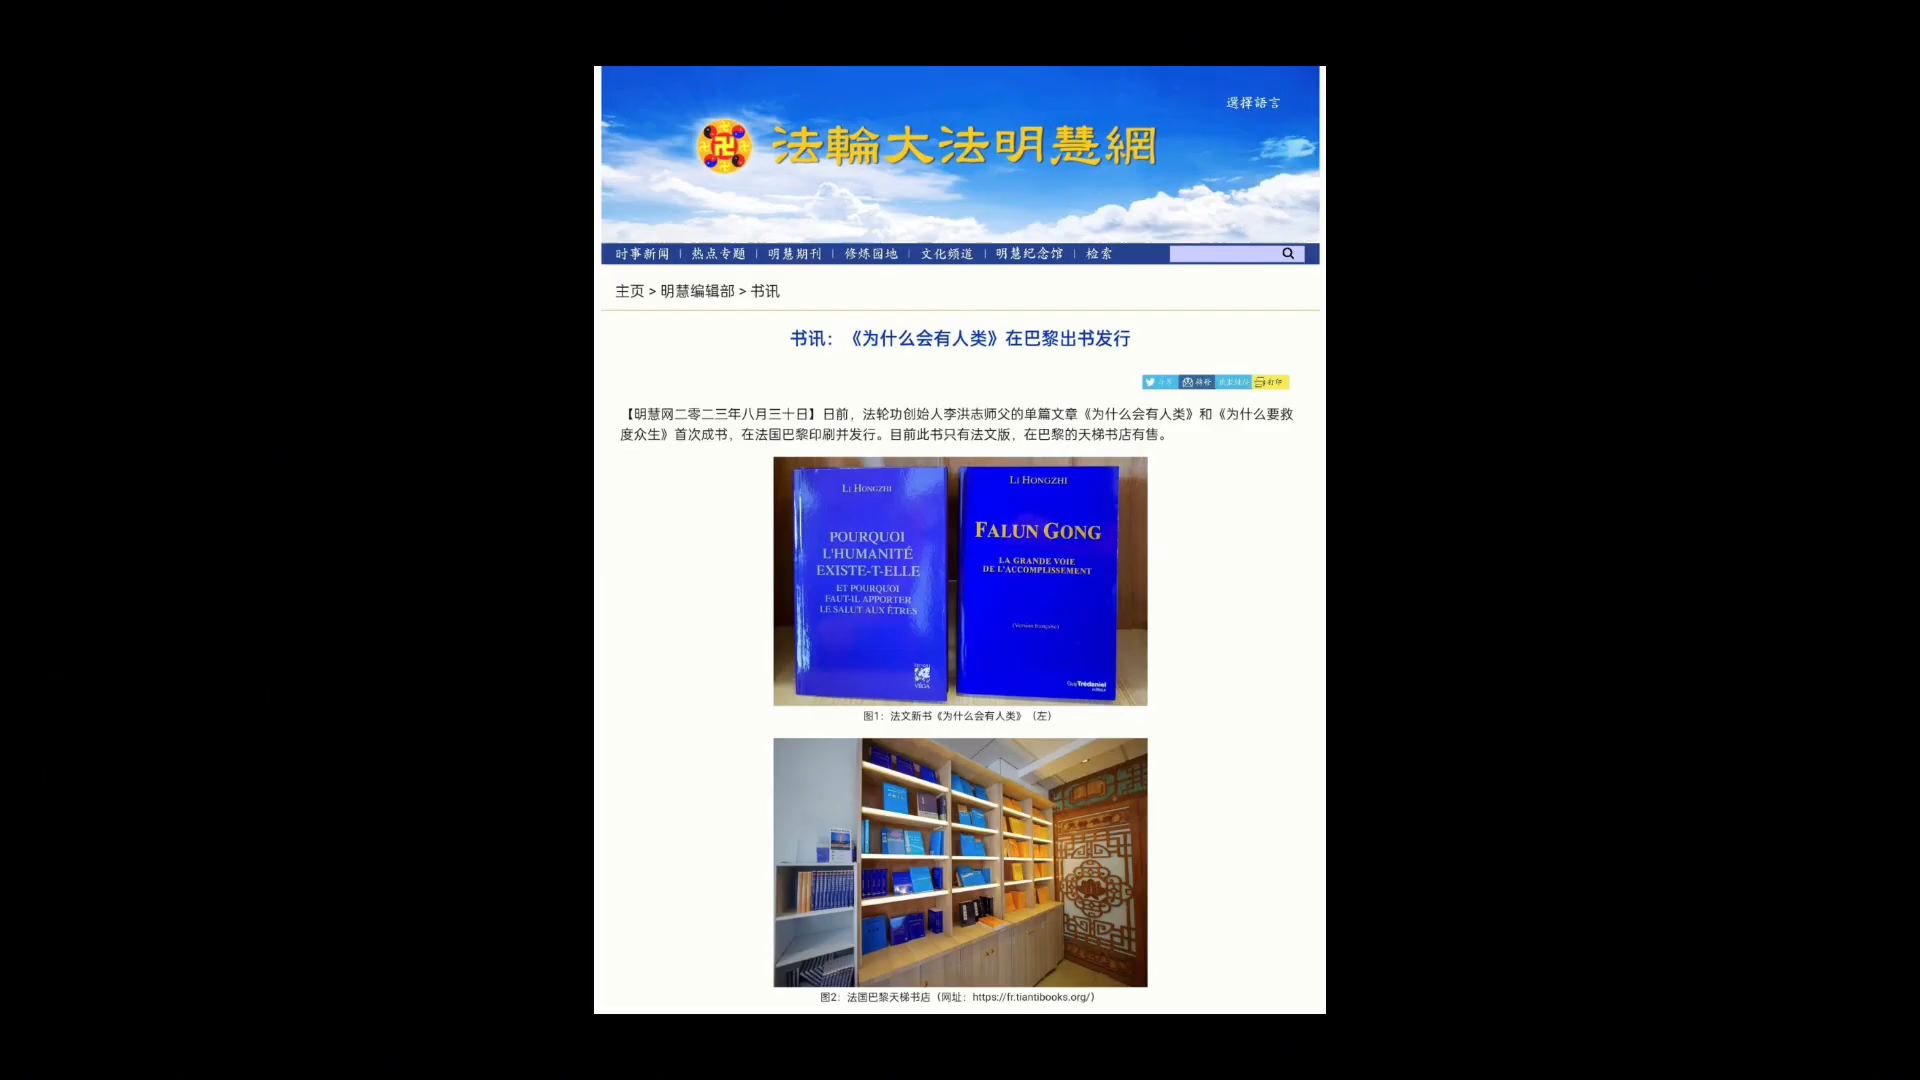 選擇語言
法輪大法明慧網
时事新闻 | 热点专题 | 明慧期刊 | 修炼园地 | 文化频道 | 明慧纪念馆 | 检索
主页 > 明慧编辑部 > 书讯
书讯：《为什么会有人类》在巴黎出书发行
打印
【明慧网二零二三年八月三十日】日前，法轮功创始人李洪志师父的单篇文章《为什么会有人类》和《为什么要救
度众生》首次成书，在法国巴黎印刷并发行。目前此书只有法文版，在巴黎的天梯书店有售。
LI HONGZHI
POURQUOI
L'HUMANITÉ
EXISTE-T-ELLE
ET POURQUOI
FAUT-IL APPORTER
LE SALUT AUX ÊTRES
VÉGA
LI HONGZHI
FALUN GONG
LA GRANDE VOIE
DE L'ACCOMPLISSEMENT
(Version française)
Guy Trédaniel
éditeur
图1：法文新书《为什么会有人类》（左）
图2：法国巴黎天梯书店（网址：https://fr.tiantibooks.org/）